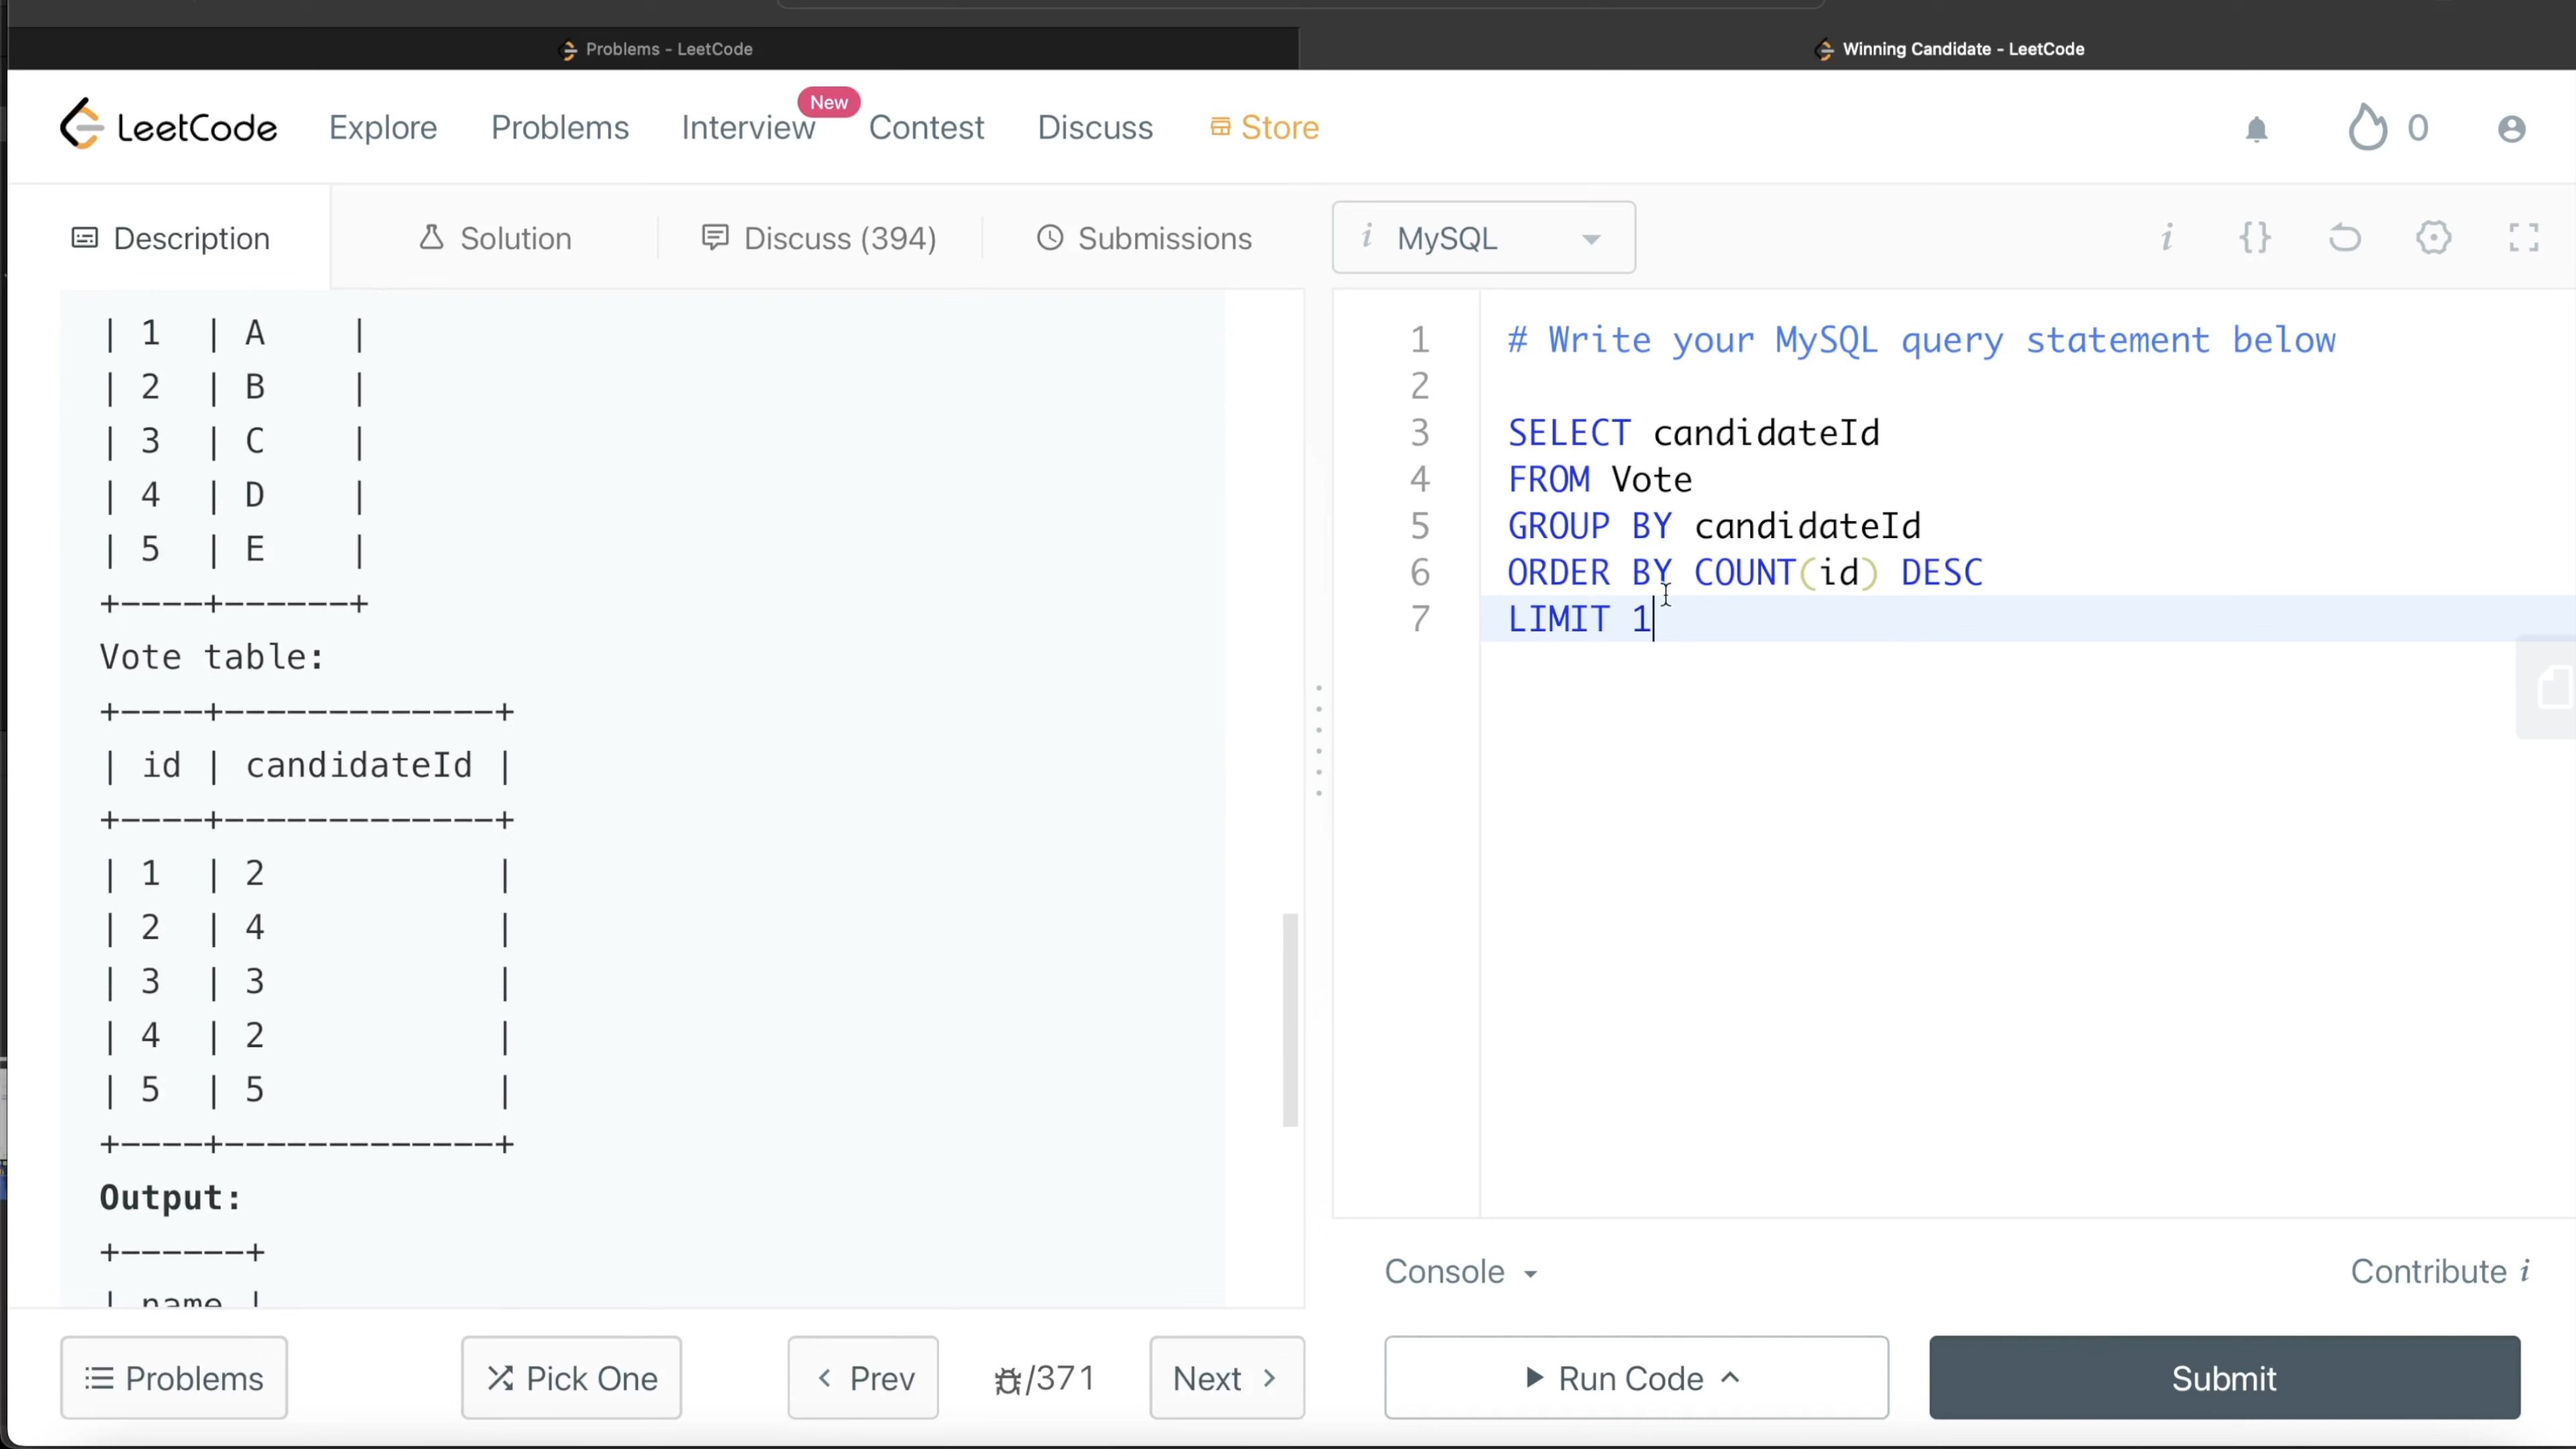 Problems - LeetCode
Winning Candidate - LeetCode
LeetCode Explore Problems Interview New Contest Discuss Store 0
Description Solution Discuss (394) Submissions
i MySQL i {}
| 1 | A |
| 2 | B |
| 3 | C |
| 4 | D |
| 5 | E |
+----+------+
Vote table:
+----+-------------+
| id | candidateId |
+----+-------------+
| 1 | 2 |
| 2 | 4 |
| 3 | 3 |
| 4 | 2 |
| 5 | 5 |
+----+-------------+
Output:
+------+
| name |
1 # Write your MySQL query statement below
2
3 SELECT candidateId
4 FROM Vote
5 GROUP BY candidateId
6 ORDER BY COUNT(id) DESC
7 LIMIT 1
Console Contribute i
Problems Pick One Prev /371 Next Run Code Submit